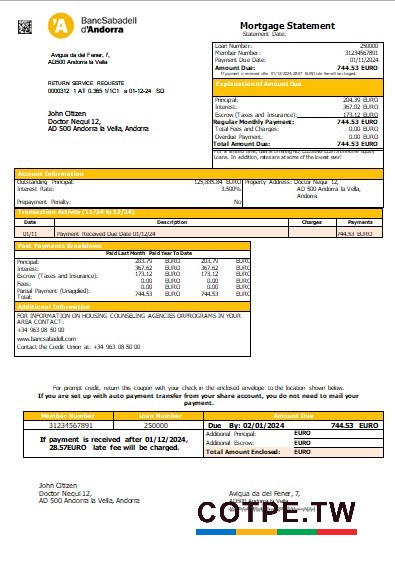 BancSabadell
d'Andorra
Mortgage Statement
Statement Date:
Avigua da del Fener, 7,
AD500 Andorra la Vella
Loan Number: 250000
Member Number: 31234567891
Payment Due Date: 01/11/2024
Amount Due: 744.53 EURO
If payment is received after 01/12/2024, 28.57 EURO late fee will be charged.
RETURN SERVICE REQUESTE
0000312 1 AT 0.365 1/1C1 a 01-12-24 SD
Explanation of Amount Due
Principal: 204.39 EURO
Interest: 367.02 EURO
Escrow (Taxes and Insurance): 173.12 EURO
Regular Monthly Payment: 744.53 EURO
Total Fees and Charges: 0.00 EURO
Overdue Payment: 0.00 EURO
Total Amount Due: 744.53 EURO
John Citizen
Doctor Nequi 12,
AD 500 Andorra la Vella, Andorra
Loans. In addition, rates are at some of the lowest ever!
Account Information
Outstanding Principal: 125,835.84 EURO
Interest Rate: 3.500%
Prepayment Penalty: No
Property Address: Doctor Nequi 12,
AD 500 Andorra la Vella,
Andorra
Transaction Activity (11/24 to 12/24)
Date Description Charges Payments
01/11 Payment Received Due Date 01/12/24 744.53 EURO
Past Payments Breakdown
Paid Last Month Paid Year To Date
Principal: 203.79 EURO 203.79 EURO
Interest: 367.62 EURO 367.62 EURO
Escrow (Taxes and Insurance): 173.12 EURO 173.12 EURO
Fees: 0.00 EURO 0.00 EURO
Partial Payment (Unapplied): 0.00 EURO 0.00 EURO
Total: 744.53 EURO 744.53 EURO
Additional Information
FOR INFORMATION ON HOUSING COUNSELING AGENCIES ORPROGRAMS IN YOUR
AREA CONTACT:
+34 963 08 50 00
www.bancsabadell.com
Contact the Credit Union at: +34 963 08 50 00
For prompt credit, return this coupon with your check in the enclosed envelope to the location shown below.
If you are set up with auto payment transfer from your share account, you do not need to mail your
payment.
Member Number Loan Number Amount Due
31234567891 250000 Due By: 02/01/2024 744.53 EURO
If payment is received after 01/12/2024,
28.57EURO late fee will be charged.
Additional Principal: EURO
Additional Escrow: EURO
Total Amount Enclosed: EURO
John Citizen
Doctor Nequi 12,
AD 500 Andorra la Vella, Andorra
Avigua da del Fener, 7,
AD500 Andorra la Vella
COTPE.TW